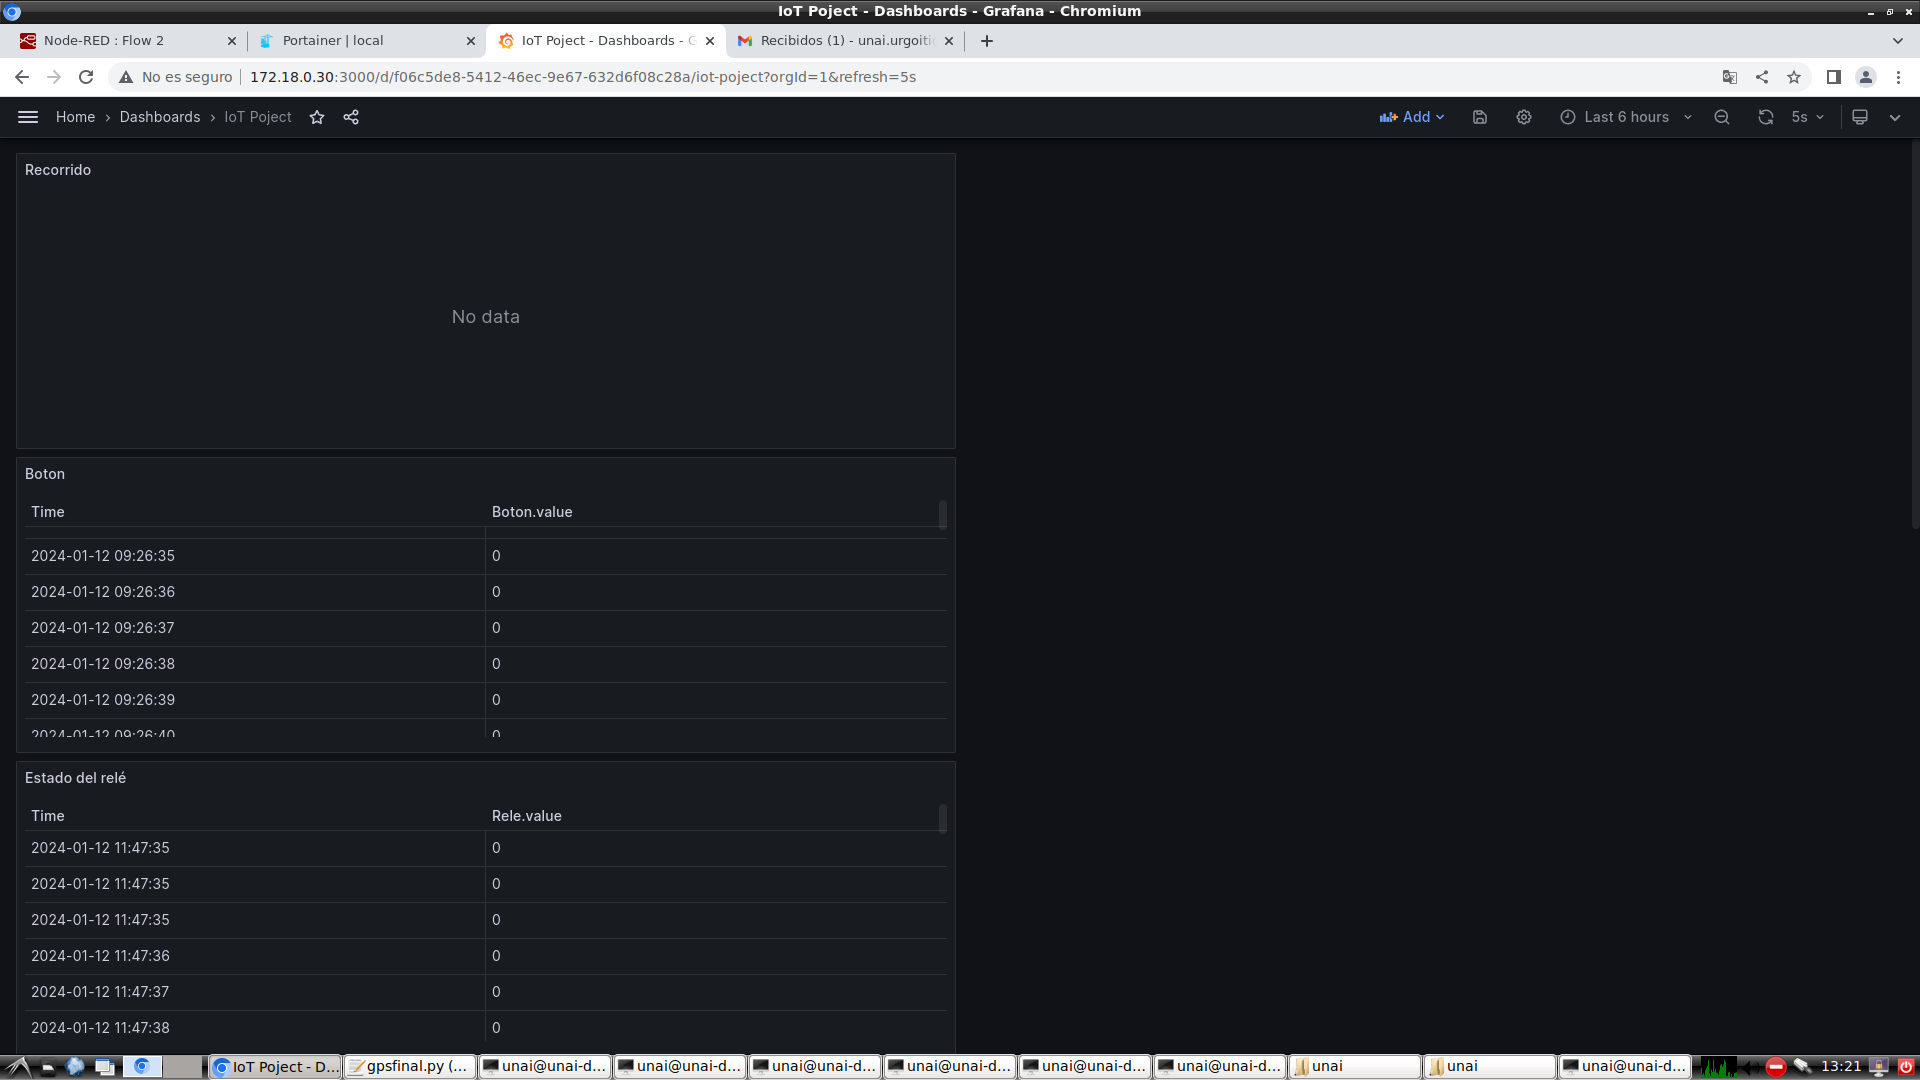 IoT Poject - Dashboards - Grafana - Chromium
Node-RED : Flow 2
Portainer | local
IoT Poject - Dashboards - G
Recibidos (1) - unai.urgoiti
No es seguro
172.18.0.30:3000/d/f06c5de8-5412-46ec-9e67-632d6f08c28a/iot-poject?orgId=1&refresh=5s
Home › Dashboards › IoT Poject
Add
Last 6 hours
5s
Recorrido
No data
Boton
Time Boton.value
2024-01-12 09:26:35 0
2024-01-12 09:26:36 0
2024-01-12 09:26:37 0
2024-01-12 09:26:38 0
2024-01-12 09:26:39 0
2024-01-12 09:26:40 0
Estado del relé
Time Rele.value
2024-01-12 11:47:35 0
2024-01-12 11:47:35 0
2024-01-12 11:47:35 0
2024-01-12 11:47:36 0
2024-01-12 11:47:37 0
2024-01-12 11:47:38 0
IoT Poject - D...
gpsfinal.py (...
unai@unai-d...
unai@unai-d...
unai@unai-d...
unai@unai-d...
unai@unai-d...
unai@unai-d...
unai
unai
unai@unai-d...
13:21